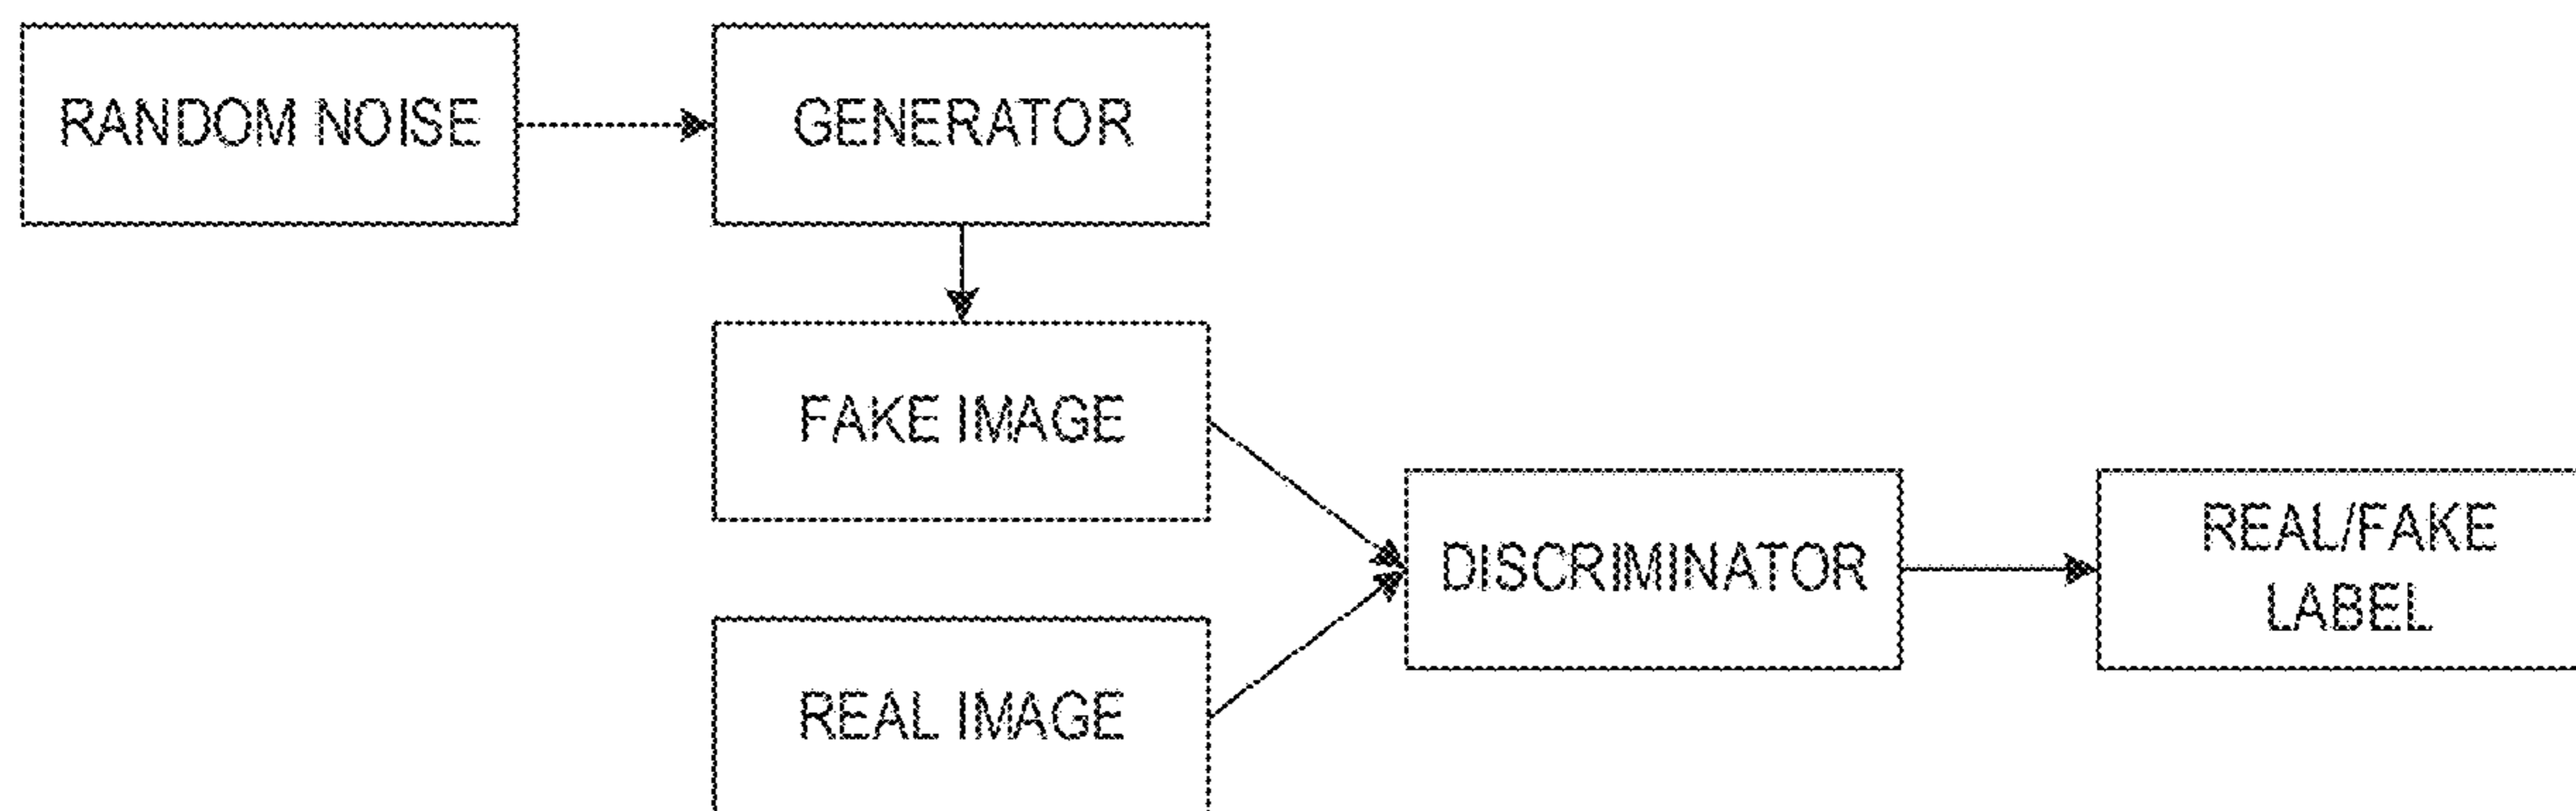 RANDOM NOISE
GENERATOR
FAKE IMAGE
REAL IMAGE
DISCRIMINATOR
REAL/FAKE
LABEL